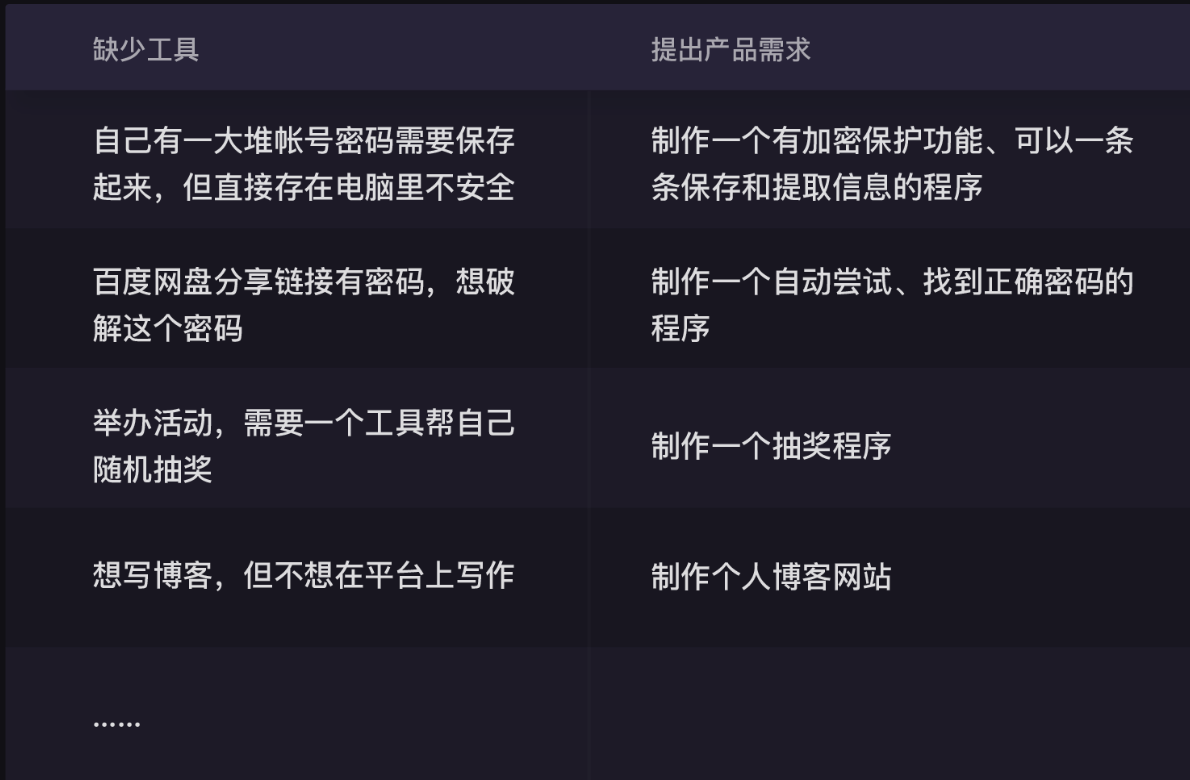 缺少工具
提出产品需求
自己有一大堆帐号密码需要保存
起来，但直接存在电脑里不安全
制作一个有加密保护功能、可以一条
条保存和提取信息的程序
百度网盘分享链接有密码，想破
解这个密码
制作一个自动尝试、找到正确密码的
程序
举办活动，需要一个工具帮自己
随机抽奖
制作一个抽奖程序
想写博客，但不想在平台上写作
制作个人博客网站
……